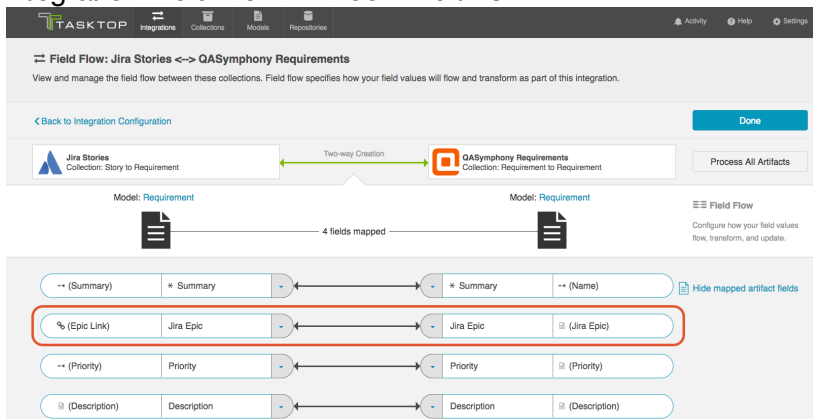 TASKTOP
Integrations
Collections
Models
Repositories
Activity
Help
Settings
Field Flow: Jira Stories <--> QASymphony Requirements
View and manage the field flow between these collections. Field flow specifies how your field values will flow and transform as part of this integration.
Back to Integration Configuration
Done
Jira Stories
Collection: Story to Requirement
Two-way Creation
QASymphony Requirements
Collection: Requirement to Requirement
Process All Artifacts
Model: Requirement
Model: Requirement
4 fields mapped
Field Flow
Configure how your field values
flow, transform, and update.
(Summary) * Summary * Summary (Name)
Hide mapped artifact fields
(Epic Link) Jira Epic Jira Epic (Jira Epic)
(Priority) Priority Priority (Priority)
(Description) Description Description (Description)